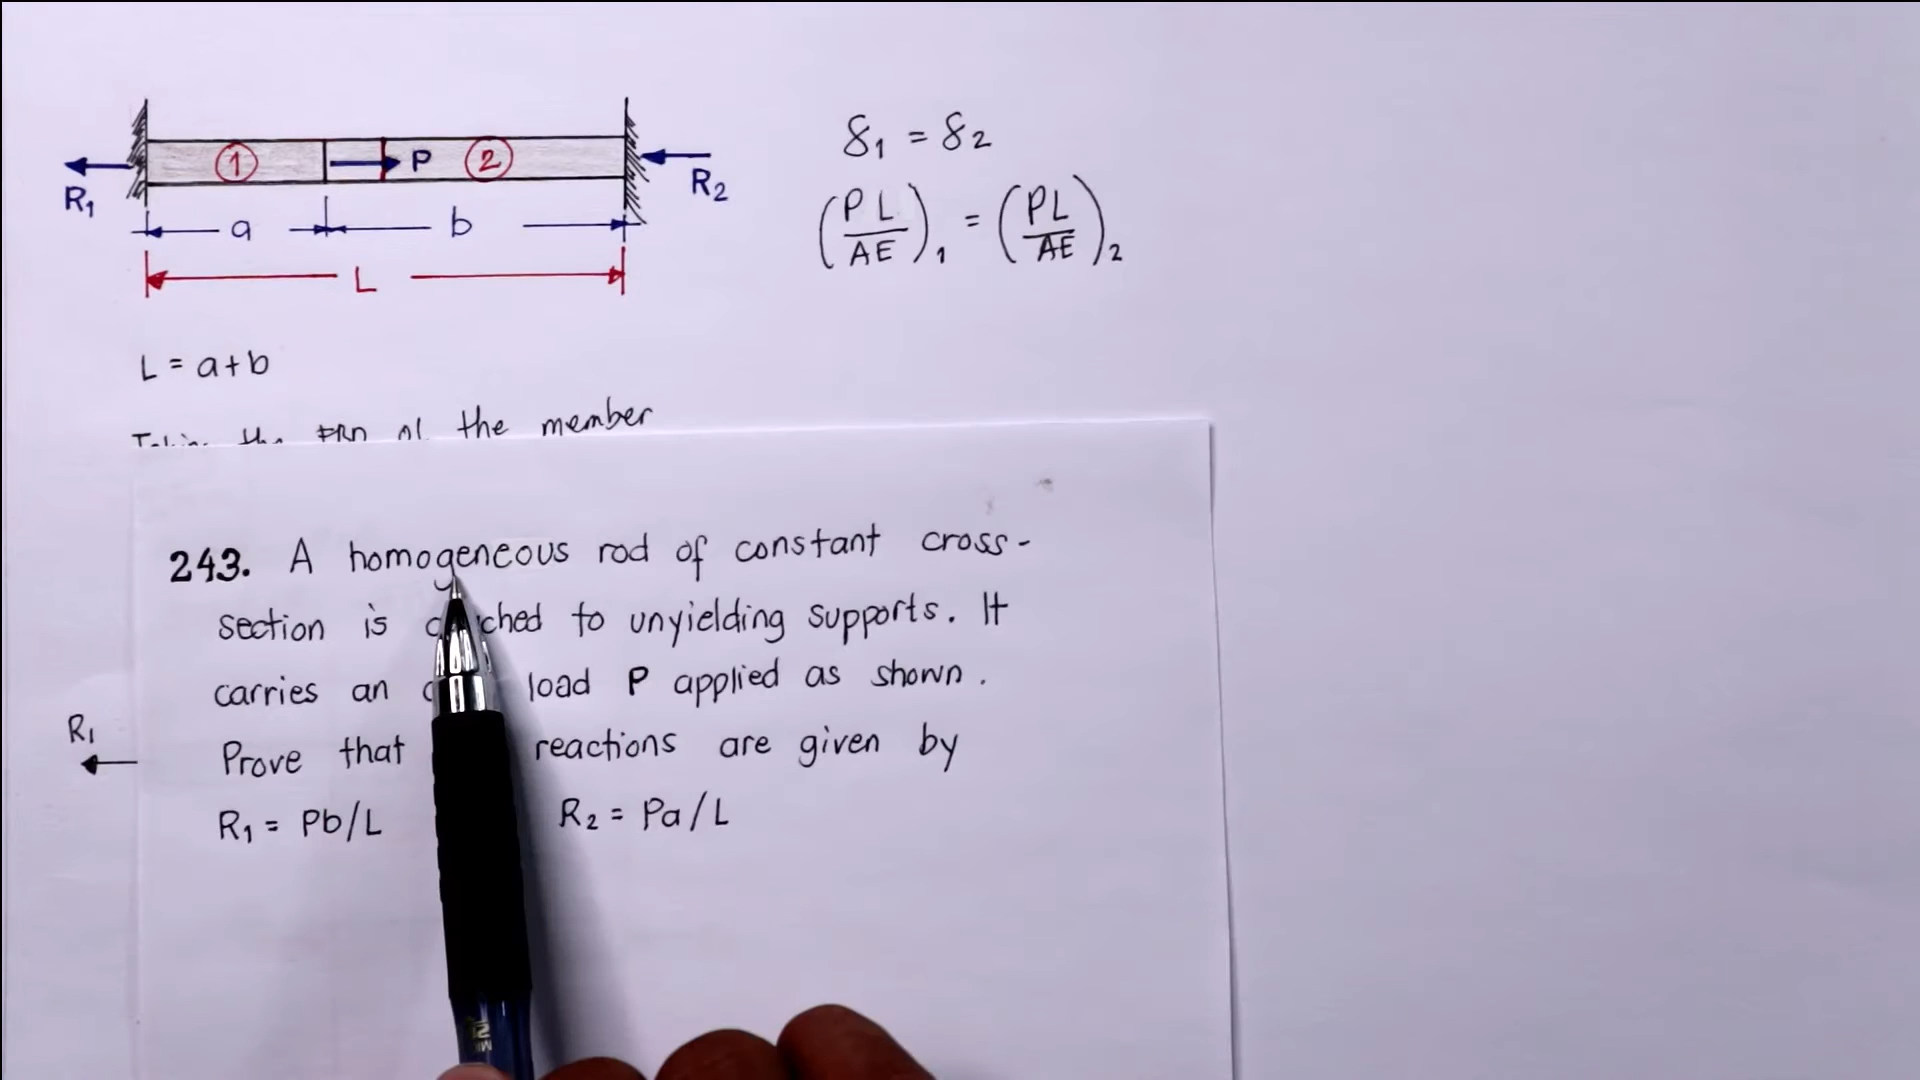 R₁
① P ②
R₂
a b
L
δ₁ = δ₂
(PL/AE)₁ = (PL/AE)₂
L = a+b
the member
243. A homogeneous rod of constant cross-
section is to unyielding supports. It
carries an load P applied as shown.
Prove that reactions are given by
R₁ = Pb/L R₂ = Pa/L
R₁